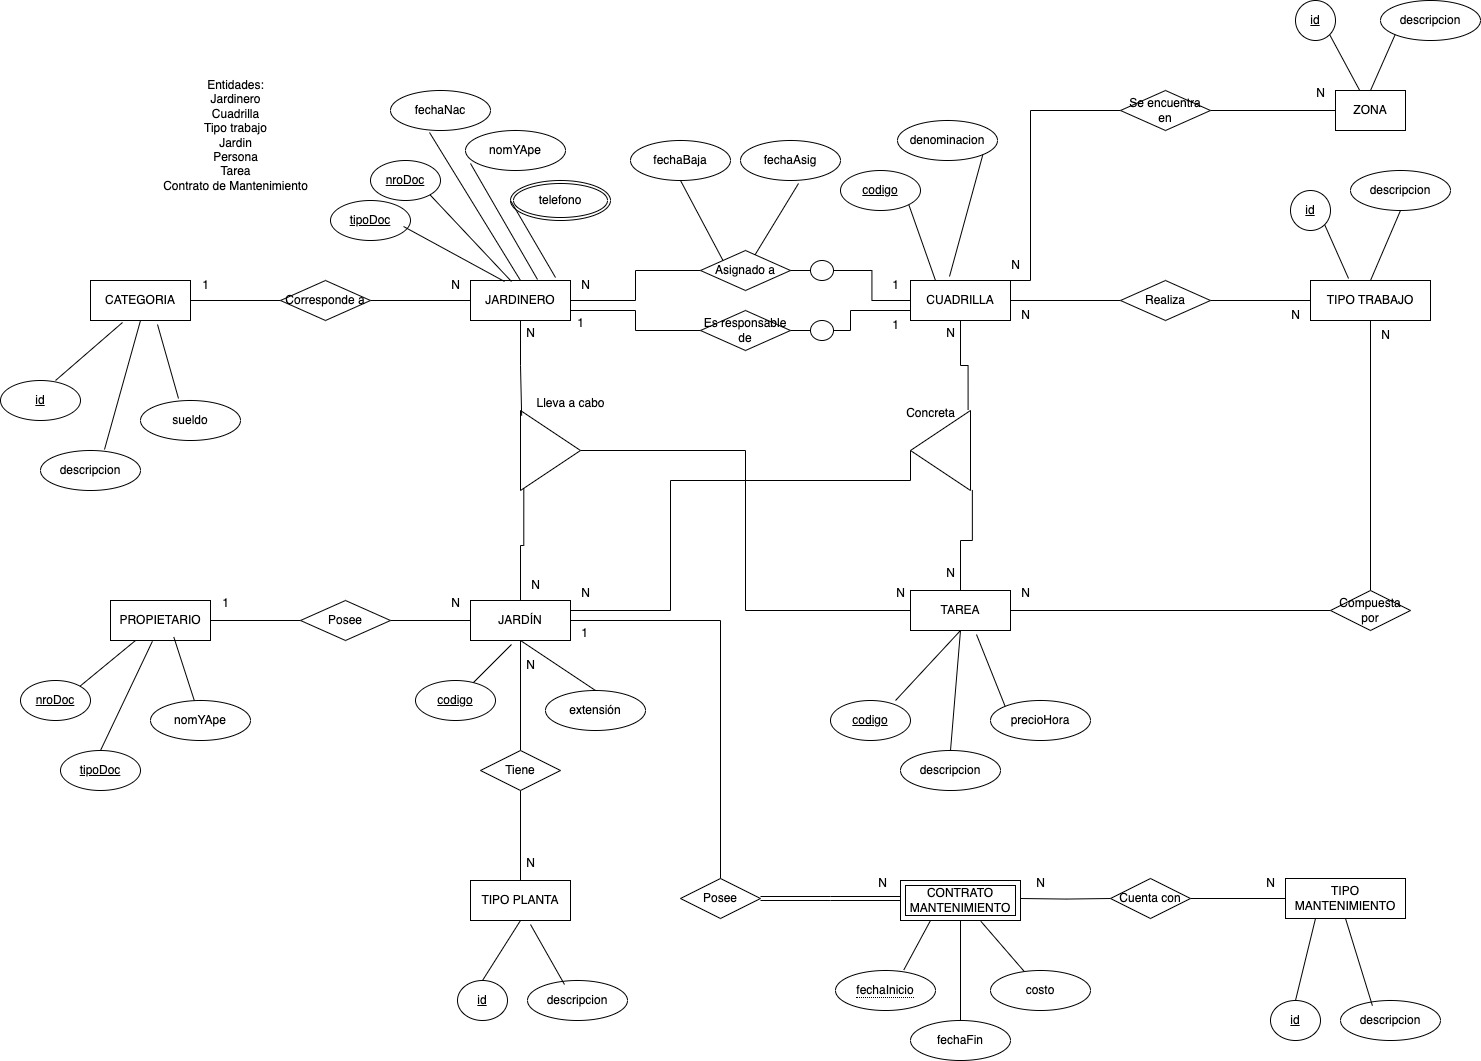 id
descripcion
N
Se encuentra
en
ZONA
Entidades:
Jardinero
Cuadrilla
Tipo trabajo
Jardin
Persona
Tarea
Contrato de Mantenimiento
fechaNac
nomYApe
nroDoc
tipoDoc
telefono
fechaBaja
fechaAsig
denominacion
codigo
id
descripcion
CATEGORIA
1
Corresponde a
N
JARDINERO
N
Asignado a
1
CUADRILLA
N
Realiza
TIPO TRABAJO
1
Es responsable
de
1
N
N
N
N
N
id
sueldo
descripcion
Lleva a cabo
Concreta
PROPIETARIO
1
Posee
N
N
JARDÍN
N
1
N
N
TAREA
N
Compuesta
por
nroDoc
tipoDoc
nomYApe
N
codigo
extensión
codigo
descripcion
precioHora
Tiene
N
TIPO PLANTA
id
descripcion
Posee
N
CONTRATO
MANTENIMIENTO
N
Cuenta con
N
TIPO
MANTENIMIENTO
fechaInicio
fechaFin
costo
id
descripcion